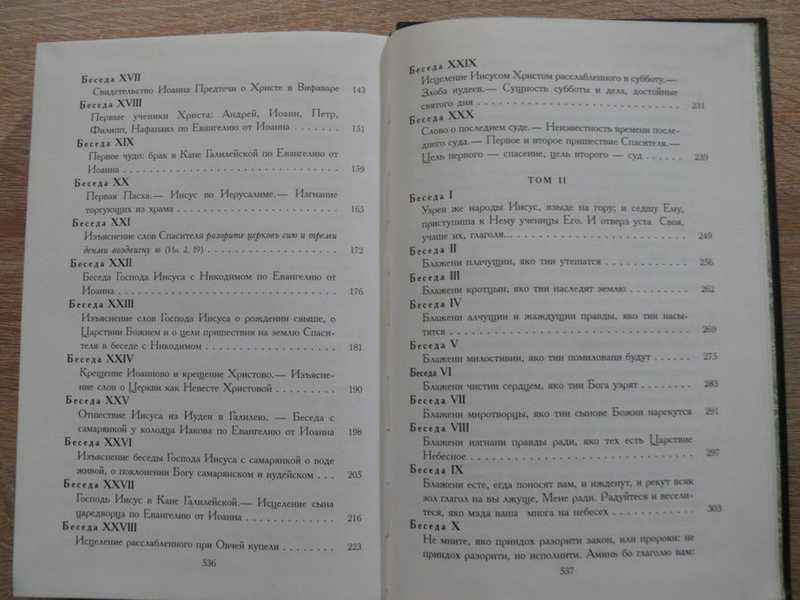 Беседа XVII
Свидетельство Иоанна Предтечи о Христе в Вифаваре 143
Беседа XVIII
Первые ученики Христа: Андрей, Иоанн, Петр,
Филипп, Нафанаил по Евангелию от Иоанна . . . . . . . 151
Беседа XIX
Первое чудо: брак в Кане Галилейской по Евангелию от
Иоанна . . . . . . . . . . . . . . . . . . . . . . . . . . . 159
Беседа XX
Первая Пасха.— Иисус во Иерусалиме.— Изгнание
торгующих из храма . . . . . . . . . . . . . . . . . . . . . 163
Беседа XXI
Изъяснение слов Спасителя разорите церковь сию и треми
денми воздвигну ю (Ин. 2, 19) . . . . . . . . . . . . . . . . 172
Беседа XXII
Беседа Господа Иисуса с Никодимом по Евангелию от
Иоанна . . . . . . . . . . . . . . . . . . . . . . . . . . . 176
Беседа XXIII
Изъяснение слов Господа Иисуса о рождении свыше, о
Царствии Божием и о цели пришествия на землю Спаси-
теля в беседе с Никодимом . . . . . . . . . . . . . . . . . 181
Беседа XXIV
Крещение Иоанново и крещение Христово.— Изъясне-
ние слов о Церкви как Невесте Христовой . . . . . . . . . 190
Беседа XXV
Отшествие Иисуса из Иудеи в Галилею. — Беседа с
самарянкой у колодца Иакова по Евангелию от Иоанна 198
Беседа XXVI
Изъяснение беседы Господа Иисуса с самарянкой о воде
живой, о поклонении Богу самарянском и иудейском . . . 205
Беседа XXVII
Господь Иисус в Кане Галилейской.— Исцеление сына
царедворца по Евангелию от Иоанна . . . . . . . . . . . . 216
Беседа XXVIII
Исцеление расслабленного при Овчей купели . . . . . . . . 223
536
Беседа XXIX
Исцеление Иисусом Христом расслабленного в субботу.—
Злоба иудеев.— Сущность субботы и дела, достойные
святого дня . . . . . . . . . . . . . . . . . . . . . . . . . 231
Беседа XXX
Слово о последнем суде.— Неизвестность времени после-
днего суда.— Первое и второе пришествие Спасителя.—
Цель первого — спасение, цель второго — суд . . . . . 239
ТОМ II
Беседа I
Узрев же народы Иисус, взыде на гору; и седшу Ему,
приступиша к Нему ученицы Его. И отверз уста Своя,
учаше их, глаголя... . . . . . . . . . . . . . . . . . . . . . 249
Беседа II
Блажени плачущии, яко тии утешатся . . . . . . . . . . . 256
Беседа III
Блажени кротцыи, яко тии наследят землю . . . . . . . . 262
Беседа IV
Блажени алчущии и жаждущии правды, яко тии насы-
тятся . . . . . . . . . . . . . . . . . . . . . . . . . . . . 269
Беседа V
Блажени милостивии, яко тии помиловани будут . . . . . . 275
Беседа VI
Блажени чистии сердцем, яко тии Бога узрят . . . . . . . . 283
Беседа VII
Блажени миротворцы, яко тии сынове Божии нарекутся 291
Беседа VIII
Блажени изгнани правды ради, яко тех есть Царствие
Небесное . . . . . . . . . . . . . . . . . . . . . . . . . . . 297
Беседа IX
Блажени есте, егда поносят вам, и ижденут, и рекут всяк
зол глагол на вы лжуще, Мене ради. Радуйтеся и весели-
теся, яко мзда ваша многа на небесех . . . . . . . . . . . . 303
Беседа X
Не мните, яко приидох разорити закон, или пророки: не
приидох разорити, но исполнити. Аминь бо глаголю вам:
537